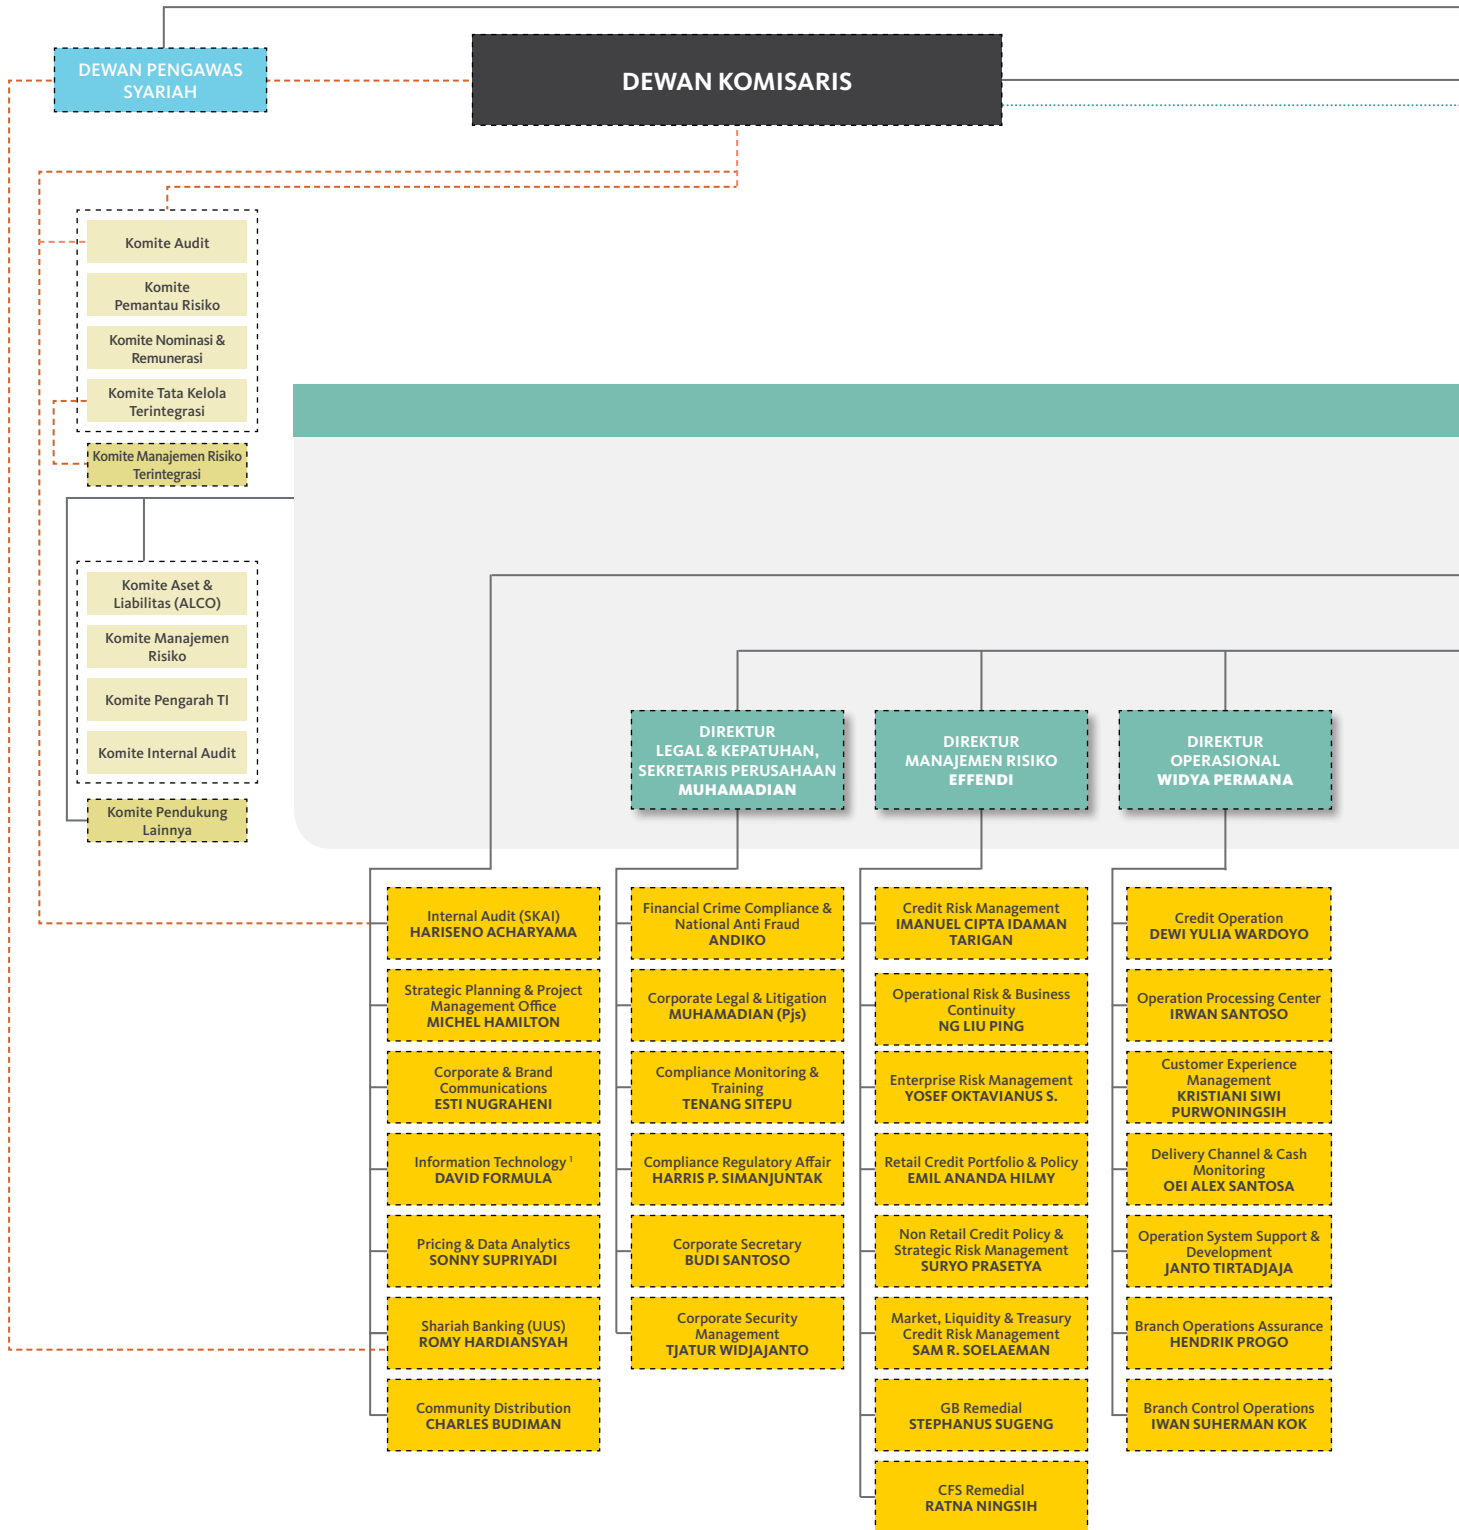 DEWAN PENGAWAS
SYARIAH
DEWAN KOMISARIS
Komite Audit
Komite
Pemantau Risiko
Komite Nominasi &
Remunerasi
Komite Tata Kelola
Terintegrasi
Komite Manajemen Risiko
Terintegrasi
Komite Aset &
Liabilitas (ALCO)
Komite Manajemen
Risiko
Komite Pengarah TI
Komite Internal Audit
Komite Pendukung
Lainnya
DIREKTUR
LEGAL & KEPATUHAN,
SEKRETARIS PERUSAHAAN
MUHAMADIAN
DIREKTUR
MANAJEMEN RISIKO
EFFENDI
DIREKTUR
OPERASIONAL
WIDYA PERMANA
Internal Audit (SKAI)
HARISENO ACHARYAMA
Strategic Planning & Project
Management Office
MICHEL HAMILTON
Corporate & Brand
Communications
ESTI NUGRAHENI
Information Technology ¹
DAVID FORMULA
Pricing & Data Analytics
SONNY SUPRIYADI
Shariah Banking (UUS)
ROMY HARDIANSYAH
Community Distribution
CHARLES BUDIMAN
Financial Crime Compliance &
National Anti Fraud
ANDIKO
Corporate Legal & Litigation
MUHAMADIAN (Pjs)
Compliance Monitoring &
Training
TENANG SITEPU
Compliance Regulatory Affair
HARRIS P. SIMANJUNTAK
Corporate Secretary
BUDI SANTOSO
Corporate Security
Management
TJATUR WIDJAJANTO
Credit Risk Management
IMANUEL CIPTA IDAMAN
TARIGAN
Operational Risk & Business
Continuity
NG LIU PING
Enterprise Risk Management
YOSEF OKTAVIANUS S.
Retail Credit Portfolio & Policy
EMIL ANANDA HILMY
Non Retail Credit Policy &
Strategic Risk Management
SURYO PRASETYA
Market, Liquidity & Treasury
Credit Risk Management
SAM R. SOELAEMAN
GB Remedial
STEPHANUS SUGENG
CFS Remedial
RATNA NINGSIH
Credit Operation
DEWI YULIA WARDOYO
Operation Processing Center
IRWAN SANTOSO
Customer Experience
Management
KRISTIANI SIWI
PURWONINGSIH
Delivery Channel & Cash
Monitoring
OEI ALEX SANTOSA
Operation System Support &
Development
JANTO TIRTADJAJA
Branch Operations Assurance
HENDRIK PROGO
Branch Control Operations
IWAN SUHERMAN KOK